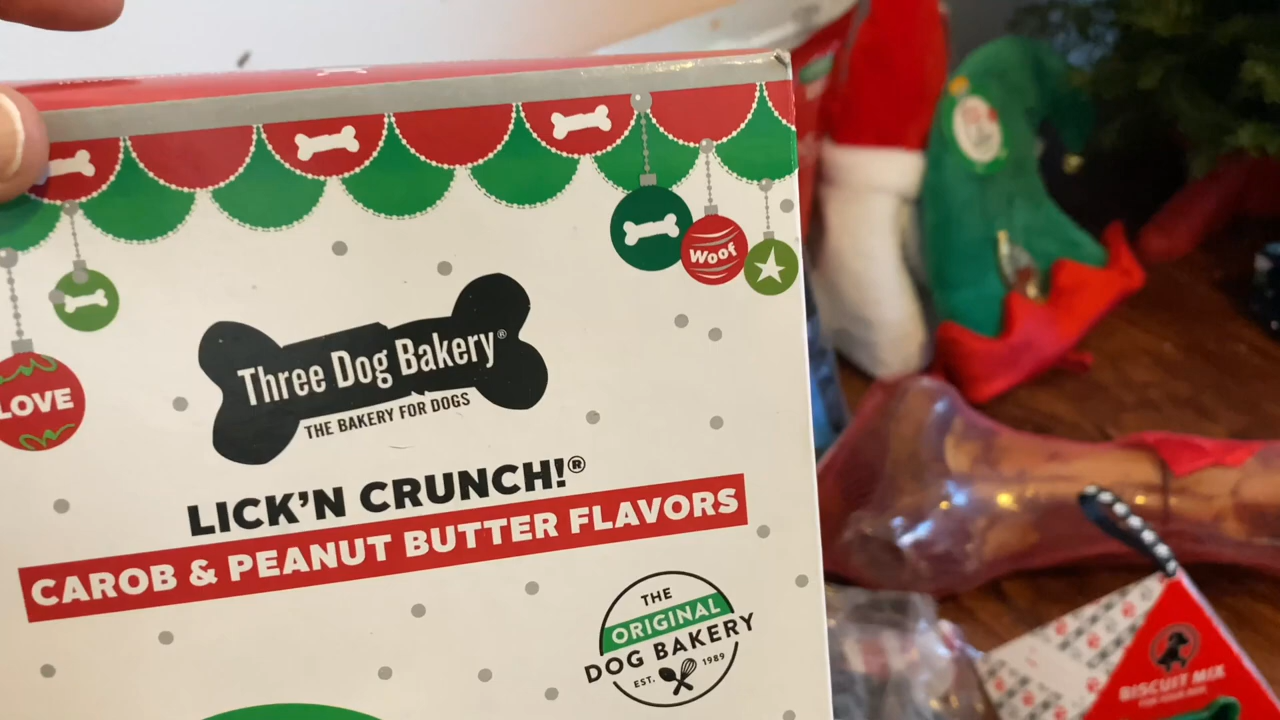 Woof
LOVE
Three Dog Bakery®
THE BAKERY FOR DOGS
LICK'N CRUNCH!®
CAROB & PEANUT BUTTER FLAVORS
THE
ORIGINAL
DOG BAKERY
EST. 1989
BISCUIT MIX